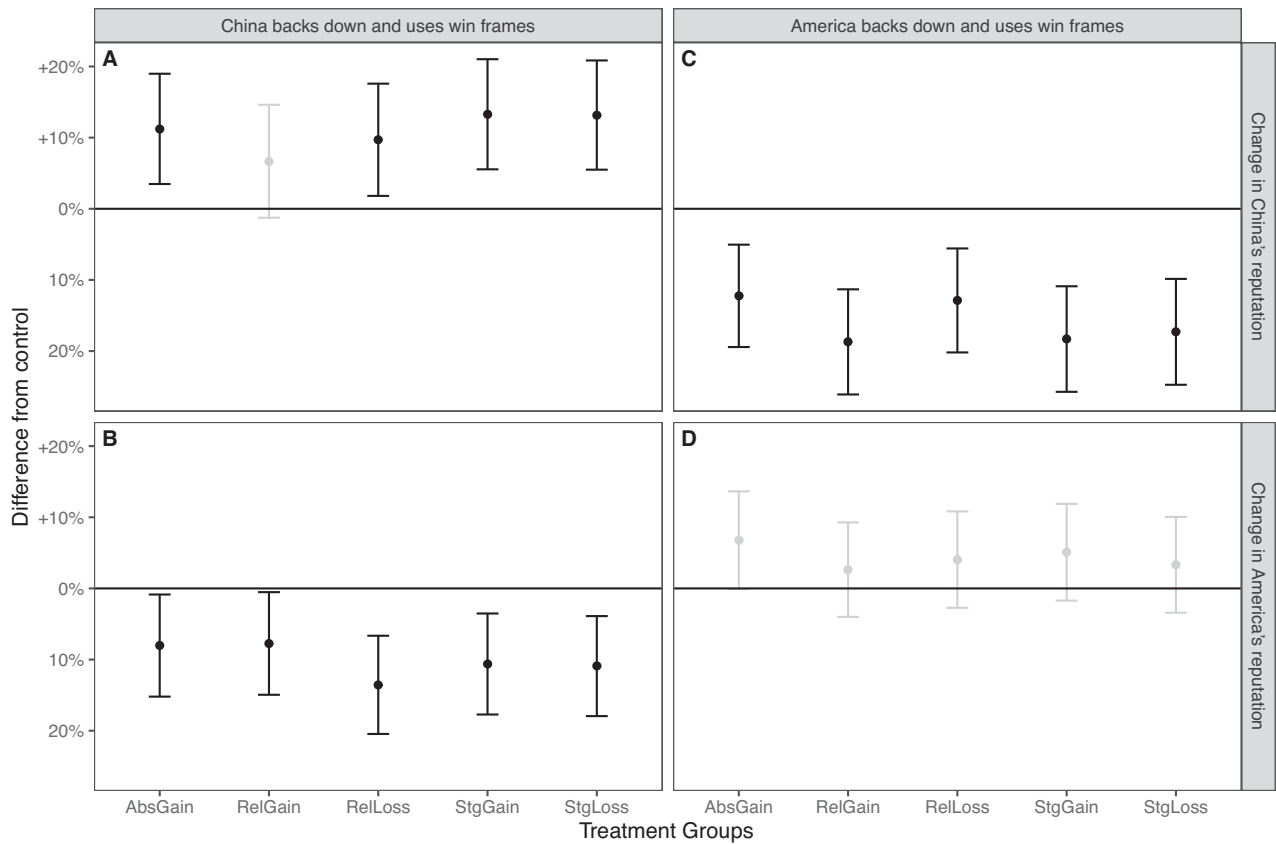 China backs down and uses win frames
America backs down and uses win frames
A
C
+20%
+10%
0%
10%
20%
Change in China's reputation
Difference from control
B
D
+20%
+10%
0%
10%
20%
Change in America's reputation
AbsGain RelGain RelLoss StgGain StgLoss
AbsGain RelGain RelLoss StgGain StgLoss
Treatment Groups